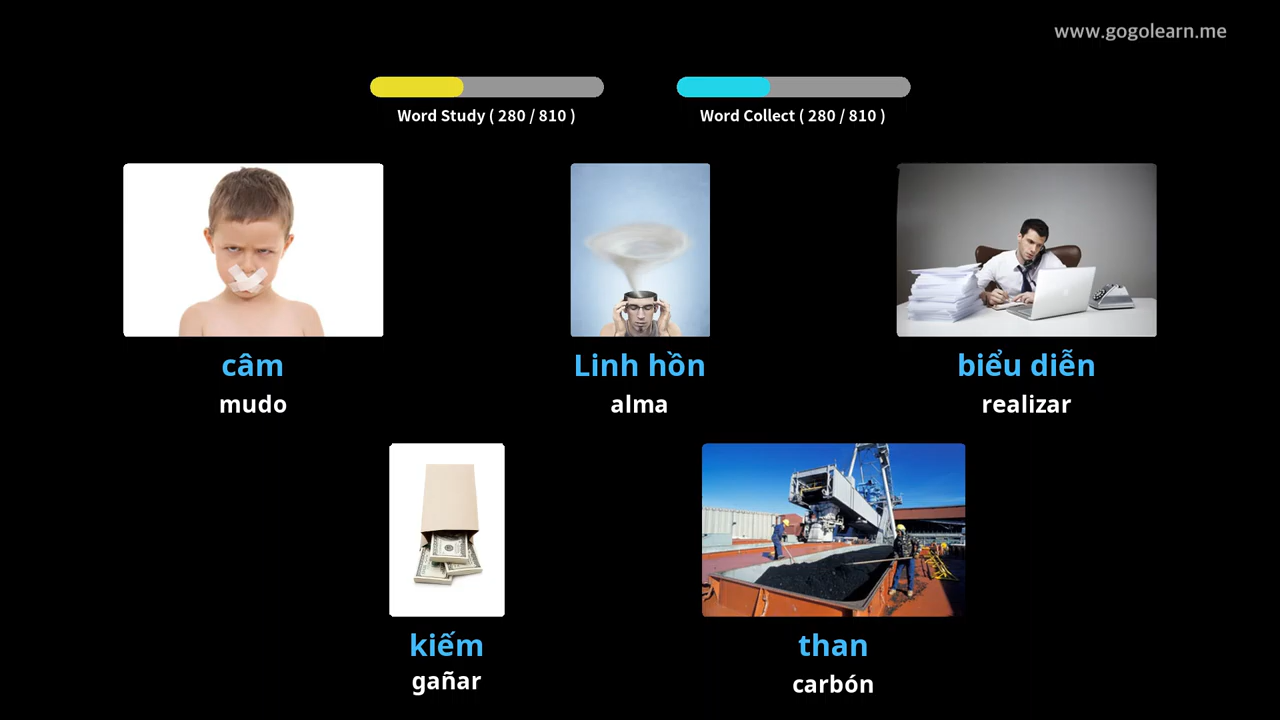 www.gogolearn.me
Word Study ( 280 / 810 )
Word Collect ( 280 / 810 )
câm
mudo
Linh hồn
alma
biểu diễn
realizar
kiếm
gañar
than
carbón